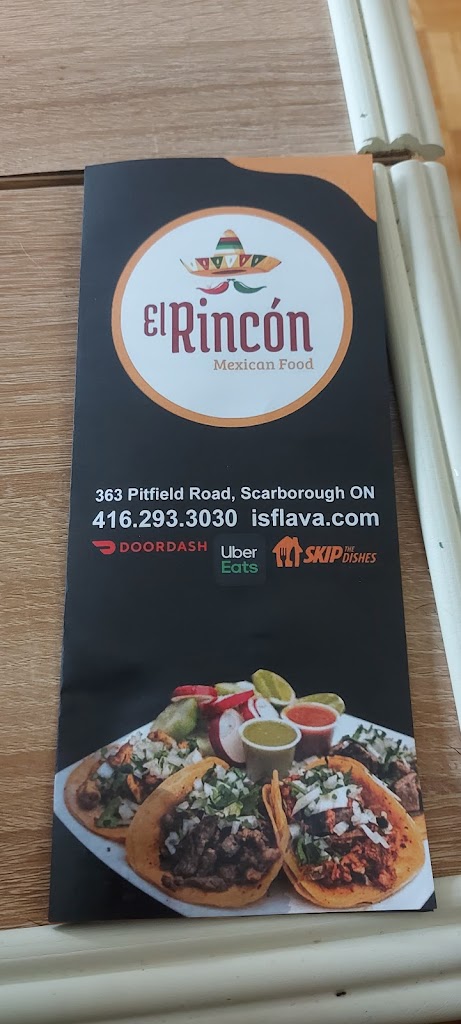 El Rincón
Mexican Food
363 Pitfield Road, Scarborough ON
416.293.3030 isflava.com
DOORDASH Uber Eats SKIP THE DISHES